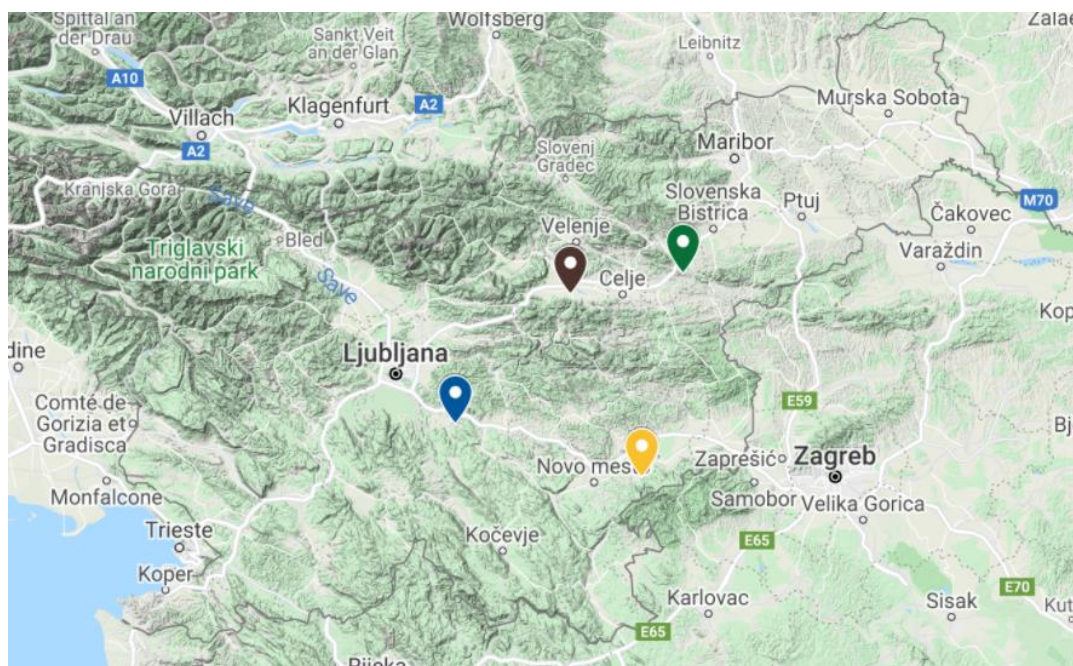 Spittal an
der Drau
Wolfsberg
Sankt Veit
an der Glan
Leibnitz
Zalae
A10
Klagenfurt
A2
Murska Sobota
Villach
A2
Maribor
Slovenj
Gradec
Kranjska Gora
Save
Slovenska
Bistrica
Ptuj
M70
Čakovec
Bled
Velenje
Varaždin
Triglavski
narodni park
Save
Celje
Kop
dine
Ljubljana
Comté de
Gorizia et
Gradisca
E59
Bj
Novo mest
Zaprešić
Zagreb
Monfalcone
Samobor
Velika Gorica
Trieste
Kočevje
E65
Koper
E70
Karlovac
Sisak
Kut
E65
Rijeka